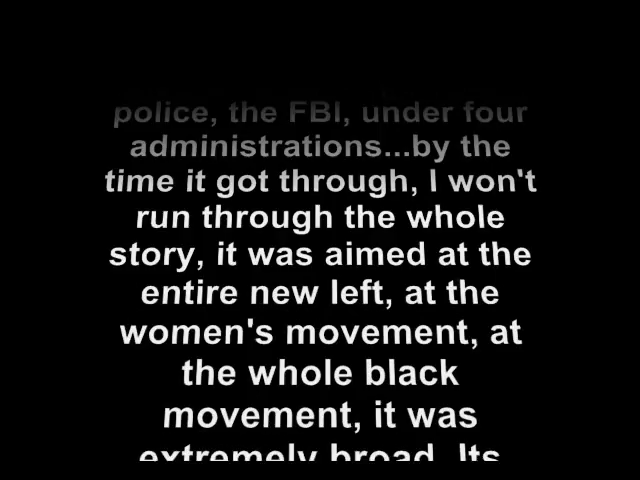 police, the FBI, under four
administrations...by the
time it got through, I won't
run through the whole
story, it was aimed at the
entire new left, at the
women's movement, at
the whole black
movement, it was
extremely broad. Its